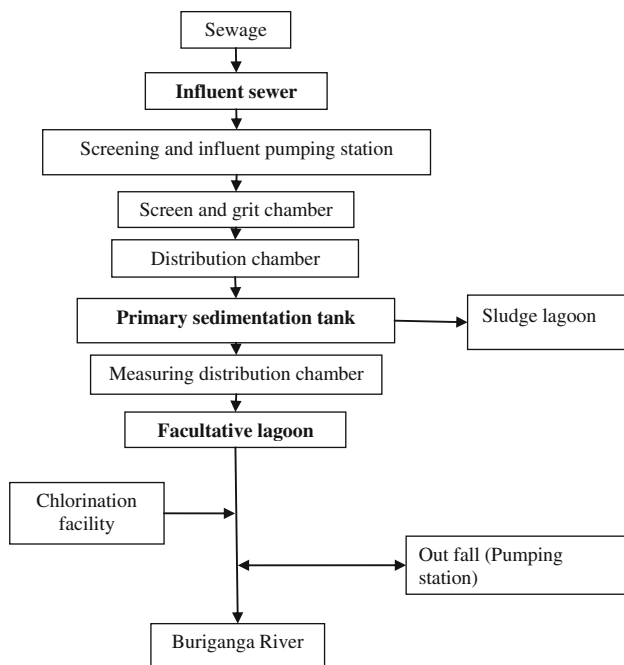 Sewage
Influent sewer
Screening and influent pumping station
Screen and grit chamber
Distribution chamber
Primary sedimentation tank
Sludge lagoon
Measuring distribution chamber
Facultative lagoon
Chlorination
facility
Out fall (Pumping
station)
Buriganga River